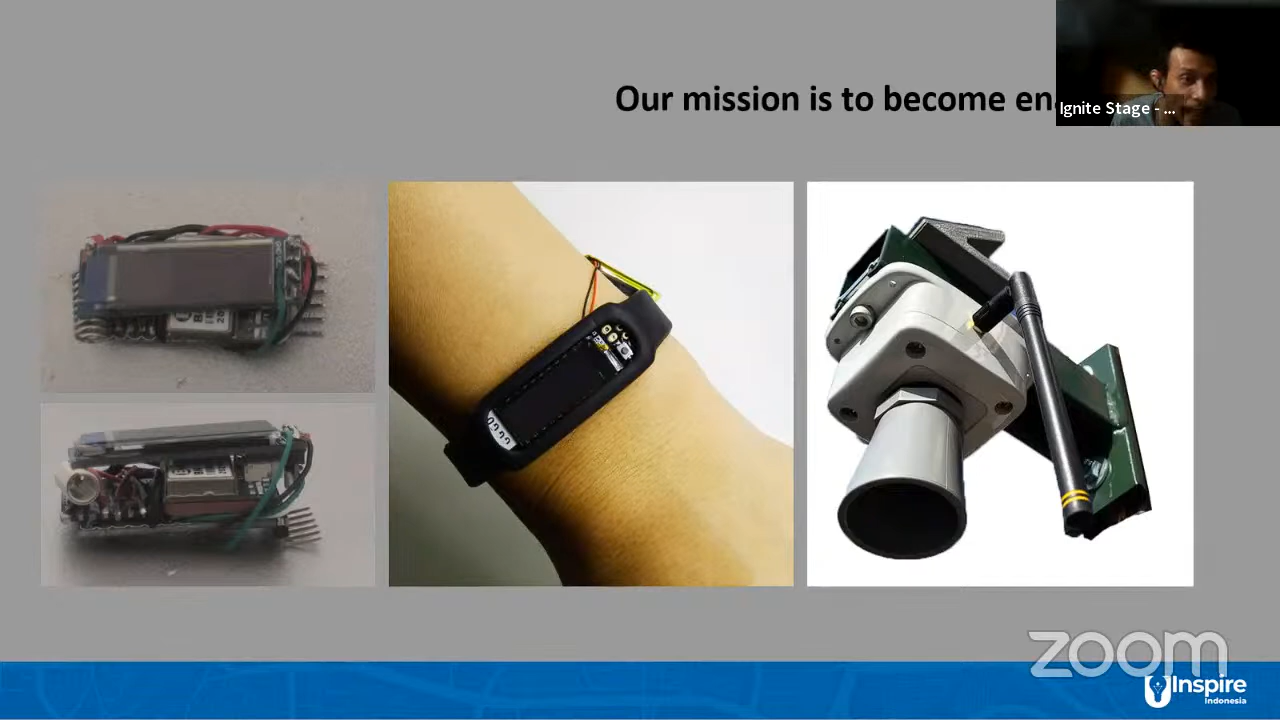 Our mission is to become en
Ignite Stage - ...
zoom
Inspire
Indonesia